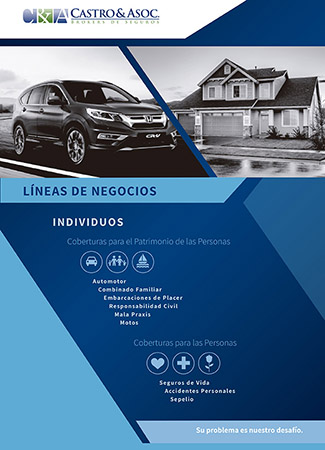 CKA CASTRO & ASOC.
BROKERS DE SEGUROS
CR-V
LÍNEAS DE NEGOCIOS
INDIVIDUOS
Coberturas para el Patrimonio de las Personas
Automotor
Combinado Familiar
Embarcaciones de Placer
Responsabilidad Civil
Mala Praxis
Motos
Coberturas para las Personas
Seguros de Vida
Accidentes Personales
Sepelio
Su problema es nuestro desafío.